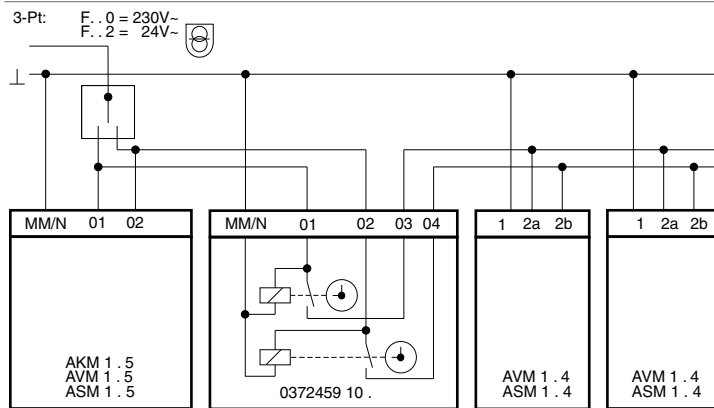 3-Pt: F . . 0 = 230V~
F . . 2 = 24V~
MM/N 01 02
MM/N 01 02 03 04
1 2a 2b
1 2a 2b
AKM 1 . 5
AVM 1 . 5
ASM 1 . 5
0372459 10 .
AVM 1 . 4
ASM 1 . 4
AVM 1 . 4
ASM 1 . 4